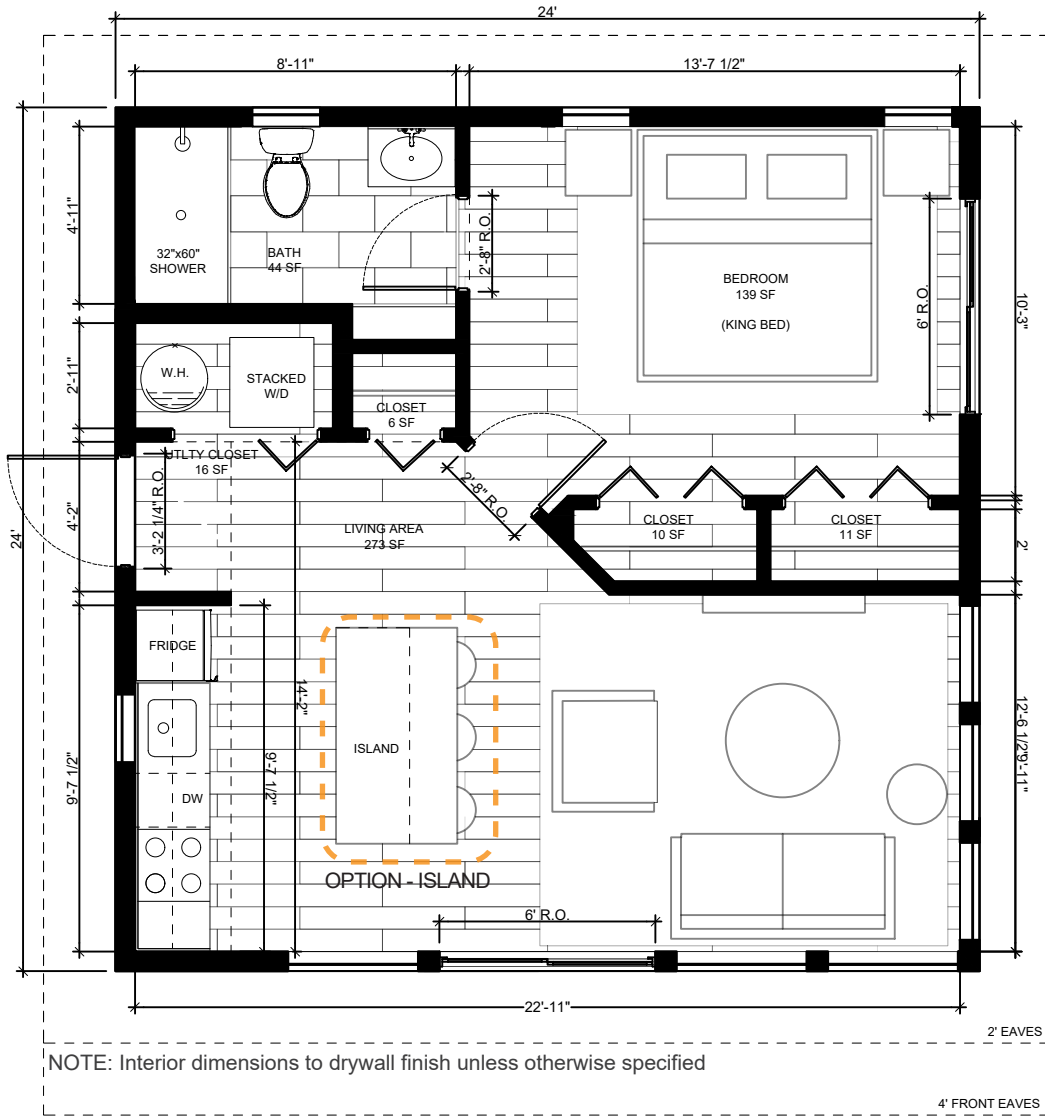 24'
8'-11"
13'-7 1/2"
4'-11"
32"x60"
SHOWER
BATH
44 SF
2'-8" R.O.
BEDROOM
139 SF
(KING BED)
6' R.O.
10'-3"
2'-11"
W.H.
STACKED
W/D
CLOSET
6 SF
UTLTY CLOSET
16 SF
2'-8" R.O
4'-2"
3'-2 1/4" R.O.
24'
LIVING AREA
273 SF
CLOSET
10 SF
CLOSET
11 SF
2'
FRIDGE
14'-2"
9'-7 1/2"
9'-7 1/2"
ISLAND
DW
12'-6 1/2"
9'-11"
OPTION - ISLAND
6' R.O.
22'-11"
2' EAVES
NOTE: Interior dimensions to drywall finish unless otherwise specified
4' FRONT EAVES